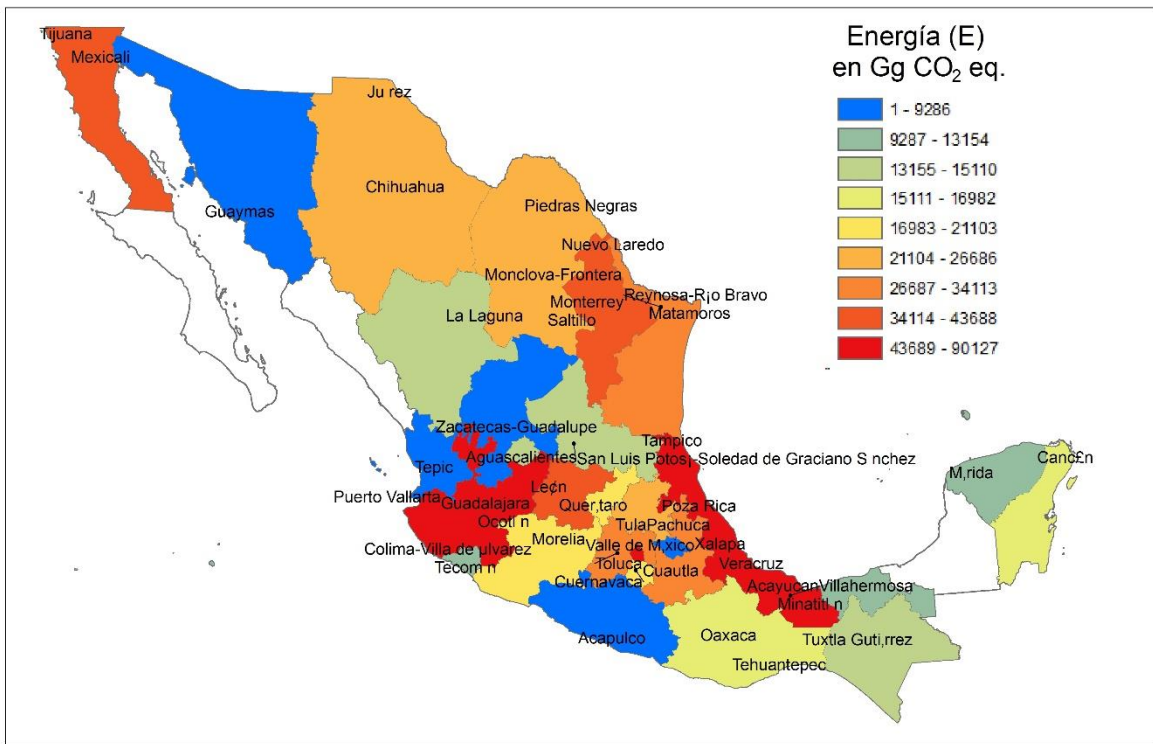 Energía (E)
en Gg CO₂ eq.
1 - 9286
9287 - 13154
13155 - 15110
15111 - 16982
16983 - 21103
21104 - 26686
26687 - 34113
34114 - 43688
43689 - 90127
Tijuana
Mexicali
Ju rez
Chihuahua
Guaymas
Piedras Negras
Nuevo Laredo
Monclova-Frontera
Reynosa-R¡o Bravo
Monterrey
Matamoros
La Laguna
Saltillo
Zacatecas-Guadalupe
Tampico
Aguascalientes
San Luis Potos¡-Soledad de Graciano S nchez
Tepic
Canc£n
M‚rida
Le¢n
Puerto Vallarta
Guadalajara
Quer‚taro
Poza Rica
Ocotl n
Tula
Pachuca
Morelia
Valle de M‚xico
Xalapa
Colima-Villa de µlvarez
Tecom n
Toluca
Veracruz
Cuautla
Cuernavaca
Acayucan
Villahermosa
Minatitl n
Acapulco
Oaxaca
Tuxtla Guti‚rrez
Tehuantepec